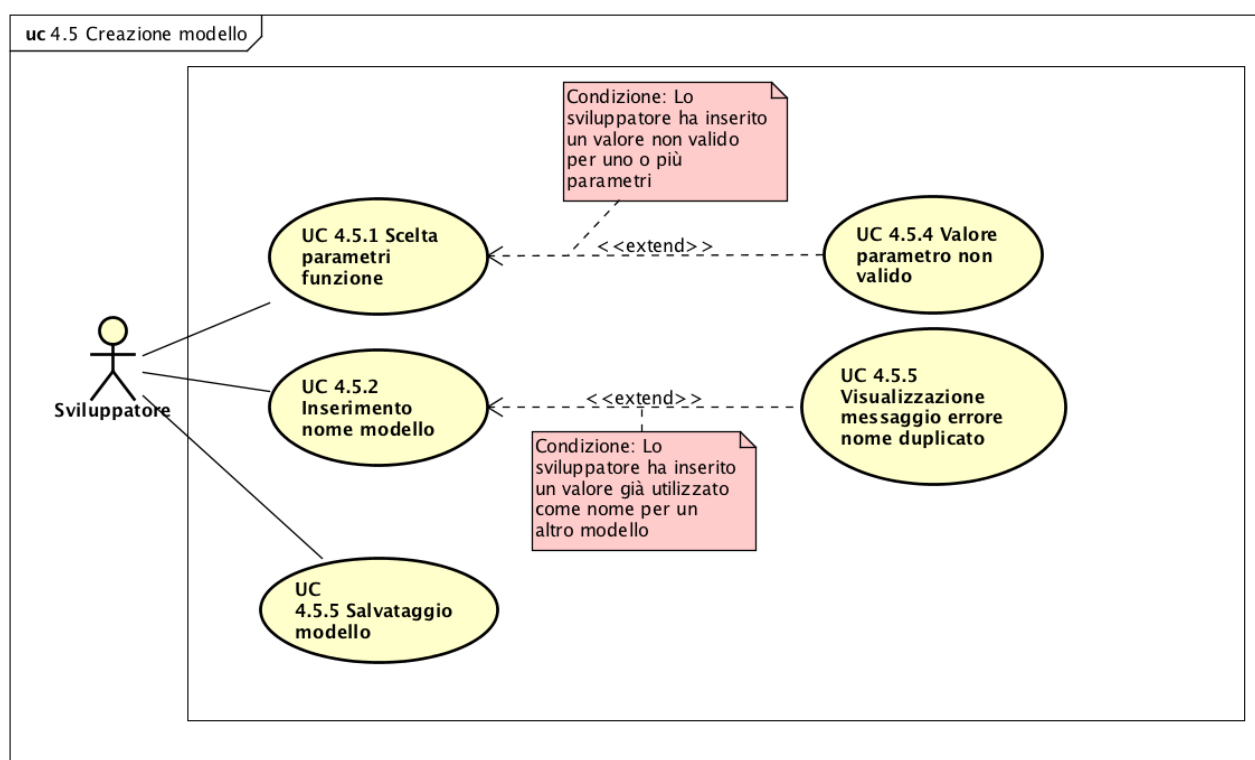 uc 4.5 Creazione modello
Condizione: Lo
sviluppatore ha inserito
un valore non valido
per uno o più
parametri
UC 4.5.1 Scelta
parametri
funzione
<<extend>>
UC 4.5.4 Valore
parametro non
valido
Sviluppatore
UC 4.5.2
Inserimento
nome modello
<<extend>>
UC 4.5.5
Visualizzazione
messaggio errore
nome duplicato
Condizione: Lo
sviluppatore ha inserito
un valore già utilizzato
come nome per un
altro modello
UC
4.5.5 Salvataggio
modello